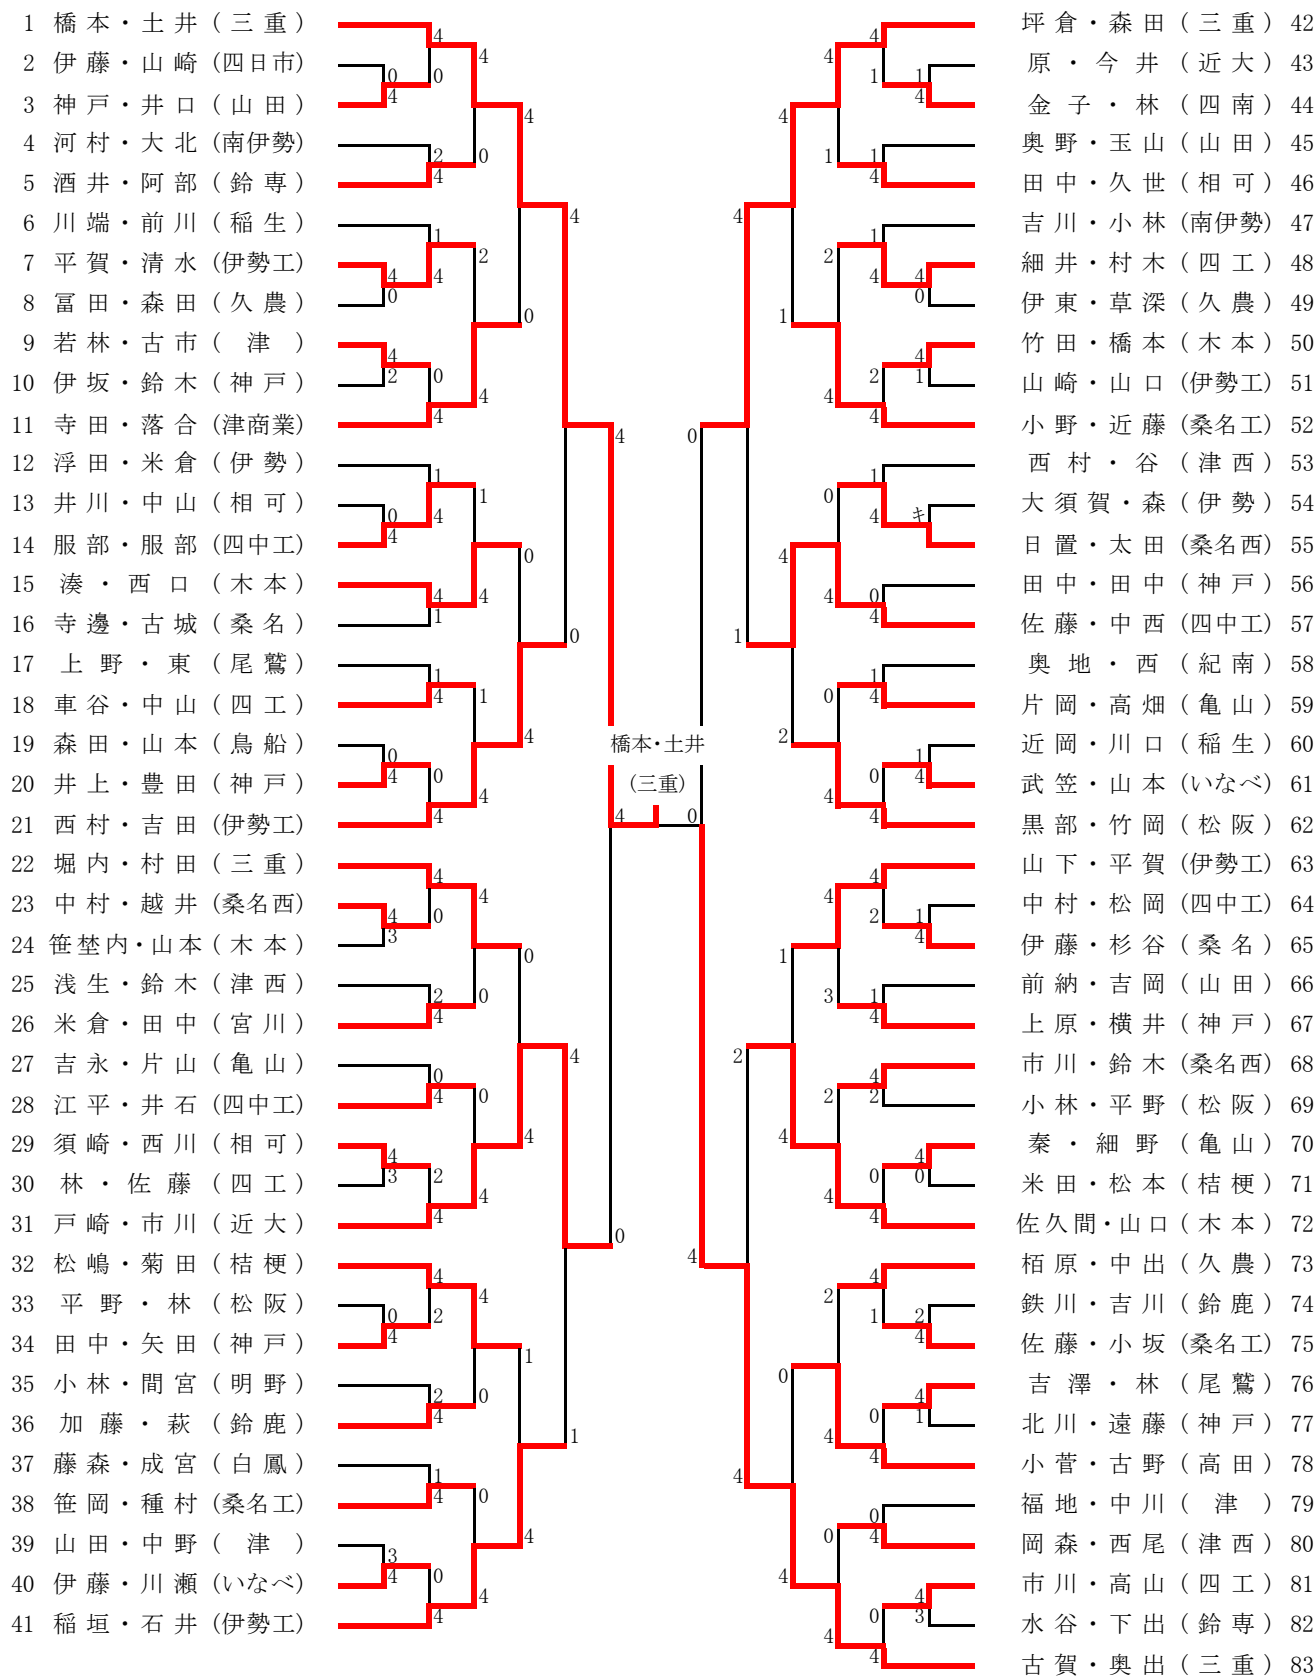 1 橋本・土井（三重）
2 伊藤・山崎 (四日市)
3 神戸・井口（山田）
4 河村・大北 (南伊勢)
5 酒井・阿部（鈴専）
6 川端・前川（稲生）
7 平賀・清水 (伊勢工)
8 冨田・森田（久農）
9 若林・古市（津）
10 伊坂・鈴木（神戸）
11 寺田・落合 (津商業)
12 浮田・米倉（伊勢）
13 井川・中山（相可）
14 服部・服部 (四中工)
15 湊・西口（木本）
16 寺邊・古城（桑名）
17 上野・東（尾鷲）
18 車谷・中山（四工）
19 森田・山本（鳥船）
20 井上・豊田（神戸）
21 西村・吉田 (伊勢工)
22 堀内・村田（三重）
23 中村・越井 (桑名西)
24 笹埜内・山本（木本）
25 浅生・鈴木（津西）
26 米倉・田中（宮川）
27 吉永・片山（亀山）
28 江平・井石 (四中工)
29 須崎・西川（相可）
30 林・佐藤（四工）
31 戸崎・市川（近大）
32 松嶋・菊田（桔梗）
33 平野・林（松阪）
34 田中・矢田（神戸）
35 小林・間宮（明野）
36 加藤・萩（鈴鹿）
37 藤森・成宮（白鳳）
38 笹岡・種村 (桑名工)
39 山田・中野（津）
40 伊藤・川瀬 (いなべ)
41 稲垣・石井 (伊勢工)
橋本・土井
(三重)
4 0
坪倉・森田（三重）42
原・今井（近大）43
金子・林（四南）44
奥野・玉山（山田）45
田中・久世（相可）46
吉川・小林 (南伊勢) 47
細井・村木（四工）48
伊東・草深（久農）49
竹田・橋本（木本）50
山崎・山口 (伊勢工) 51
小野・近藤 (桑名工) 52
西村・谷（津西）53
大須賀・森（伊勢）54
日置・太田 (桑名西) 55
田中・田中（神戸）56
佐藤・中西 (四中工) 57
奥地・西（紀南）58
片岡・高畑（亀山）59
近岡・川口（稲生）60
武笠・山本 (いなべ) 61
黒部・竹岡（松阪）62
山下・平賀 (伊勢工) 63
中村・松岡 (四中工) 64
伊藤・杉谷（桑名）65
前納・吉岡（山田）66
上原・横井（神戸）67
市川・鈴木 (桑名西) 68
小林・平野（松阪）69
秦・細野（亀山）70
米田・松本（桔梗）71
佐久間・山口（木本）72
栢原・中出（久農）73
鉄川・吉川（鈴鹿）74
佐藤・小坂 (桑名工) 75
吉澤・林（尾鷲）76
北川・遠藤（神戸）77
小菅・古野（高田）78
福地・中川（津）79
岡森・西尾（津西）80
市川・高山（四工）81
水谷・下出（鈴専）82
古賀・奥出（三重）83